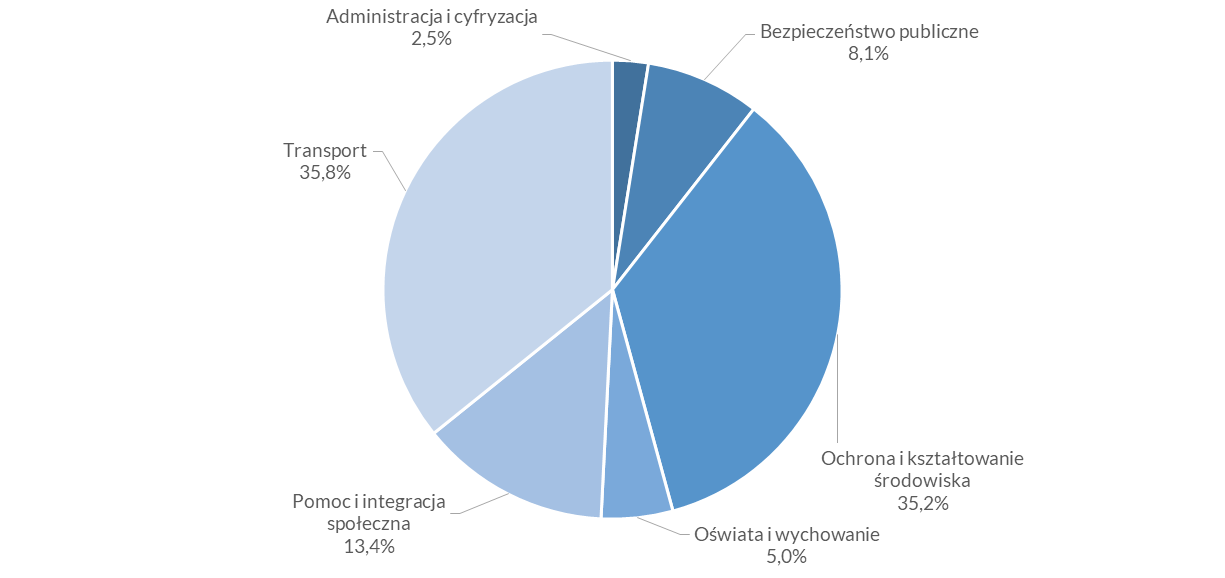 Administracja i cyfryzacja
2,5%
Bezpieczeństwo publiczne
8,1%
Transport
35,8%
Ochrona i kształtowanie
środowiska
35,2%
Pomoc i integracja
społeczna
13,4%
Oświata i wychowanie
5,0%